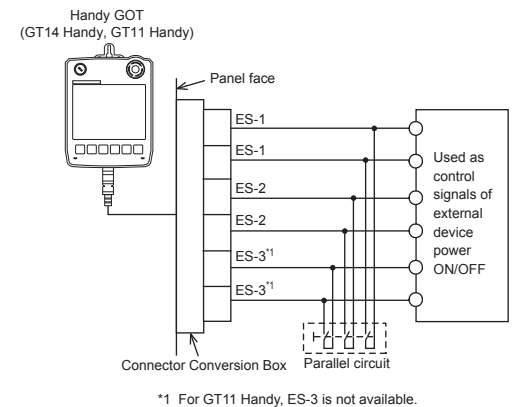 Handy GOT
(GT14 Handy, GT11 Handy)
Panel face
ES-1
ES-1
ES-2
ES-2
ES-3*1
ES-3*1
Used as
control
signals of
external
device
power
ON/OFF
Connector Conversion Box
Parallel circuit
*1 For GT11 Handy, ES-3 is not available.